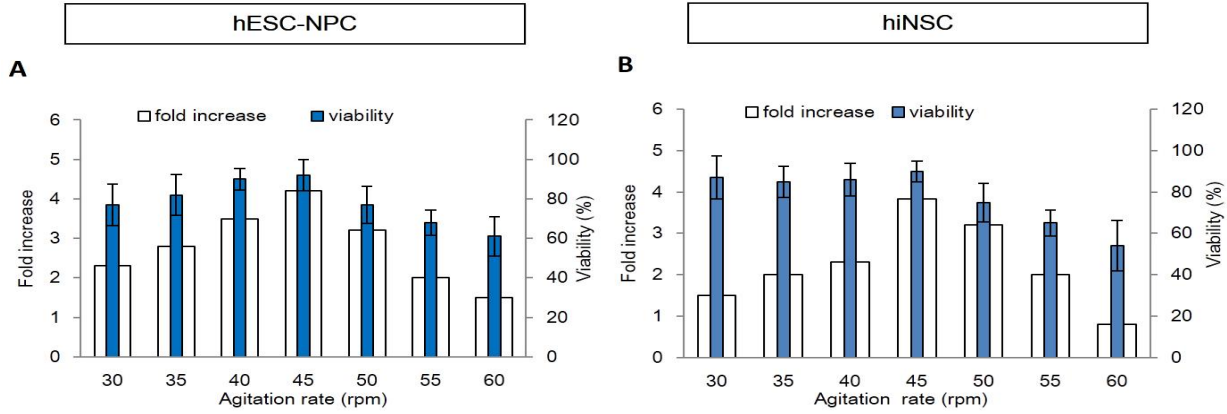 hESC-NPC
hiNSC
A
B
fold increase viability
6 120
5 100
4 80
3 60
2 40
1 20
0 0
Fold increase
Viability (%)
30 35 40 45 50 55 60
Agitation rate (rpm)
fold increase viability
6 120
5 100
4 80
3 60
2 40
1 20
0 0
Fold increase
Viability (%)
30 35 40 45 50 55 60
Agitation rate (rpm)